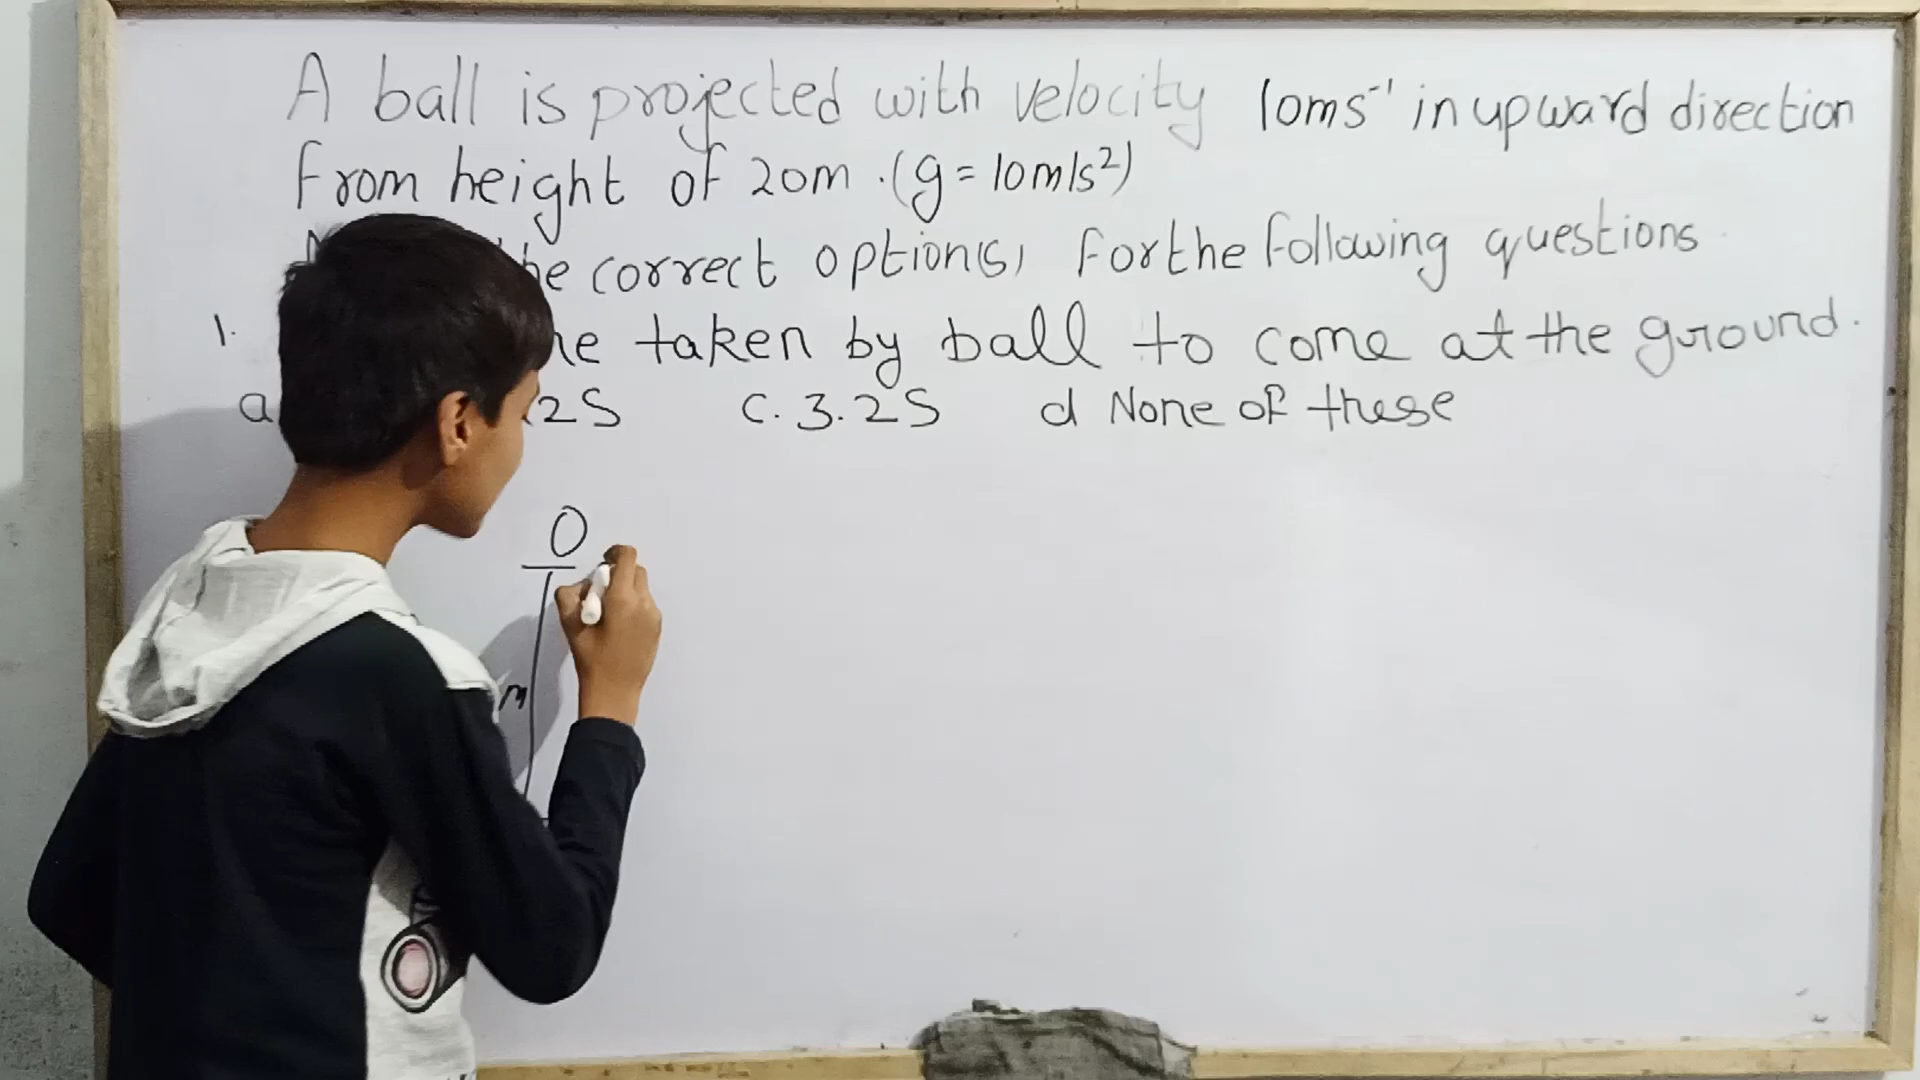 A ball is projected with velocity 10ms⁻¹ in upward direction
from height of 20m .(g = 10m/s²)
the correct option(s) for the following questions
1. taken by ball to come at the ground.
a 2S C. 3.2S d None of these
O
m